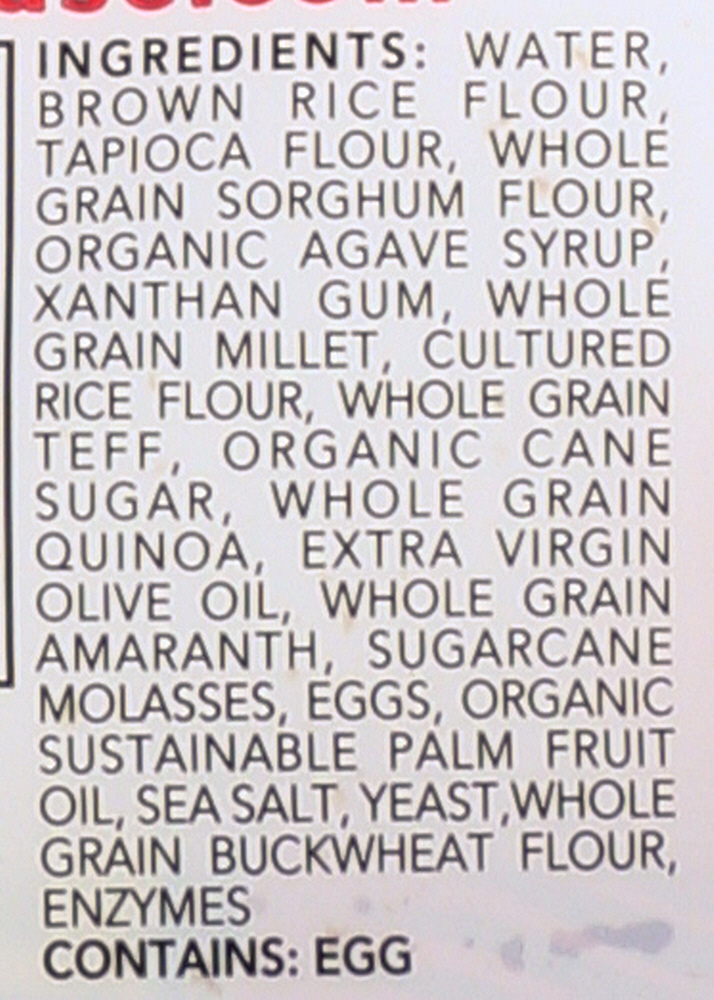 INGREDIENTS: WATER,
BROWN RICE FLOUR,
TAPIOCA FLOUR, WHOLE
GRAIN SORGHUM FLOUR,
ORGANIC AGAVE SYRUP,
XANTHAN GUM, WHOLE
GRAIN MILLET, CULTURED
RICE FLOUR, WHOLE GRAIN
TEFF, ORGANIC CANE
SUGAR, WHOLE GRAIN
QUINOA, EXTRA VIRGIN
OLIVE OIL, WHOLE GRAIN
AMARANTH, SUGARCANE
MOLASSES, EGGS, ORGANIC
SUSTAINABLE PALM FRUIT
OIL, SEA SALT, YEAST,WHOLE
GRAIN BUCKWHEAT FLOUR,
ENZYMES
CONTAINS: EGG